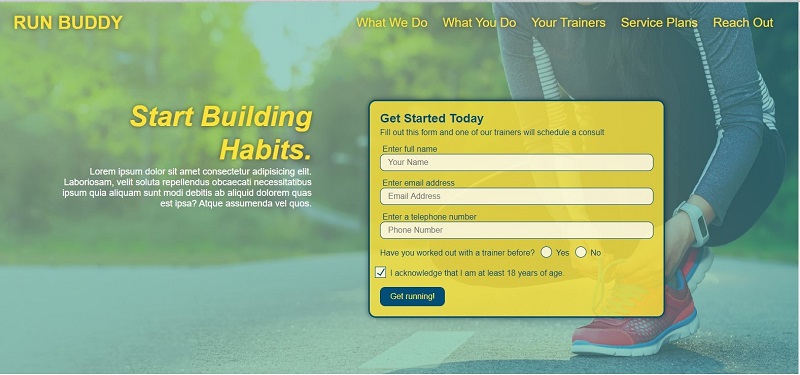 RUN BUDDY
What We Do
What You Do
Your Trainers
Service Plans
Reach Out
Start Building
Habits.
Lorem ipsum dolor sit amet consectetur adipisicing elit.
Laboriosam, velit soluta repellendus obcaecati necessitatibus
ipsum quia aliquam sunt modi debitis ab aliquid dolorem quas
est ipsa? Atque assumenda vel quos.
Get Started Today
Fill out this form and one of our trainers will schedule a consult
Enter full name
Your Name
Enter email address
Email Address
Enter a telephone number
Phone Number
Have you worked out with a trainer before? Yes No
I acknowledge that I am at least 18 years of age.
Get running!